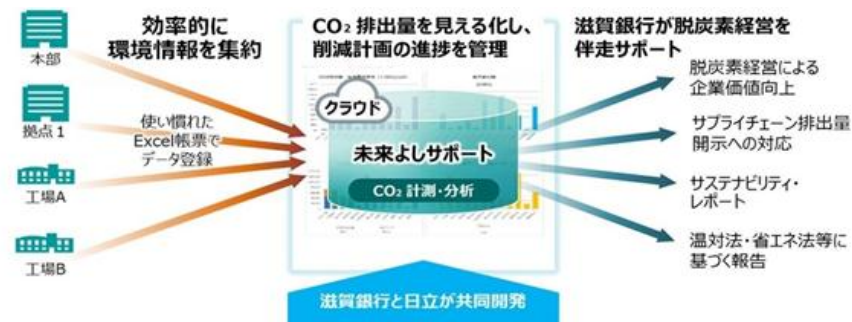 効率的に
環境情報を集約
本部
拠点1
工場A
工場B
使い慣れた
Excel帳票で
データ登録
CO₂ 排出量を見える化し、
削減計画の進捗を管理
クラウド
未来よしサポート
CO₂ 計測・分析
滋賀銀行と日立が共同開発
滋賀銀行が脱炭素経営を
伴走サポート
脱炭素経営による
企業価値向上
サプライチェーン排出量
開示への対応
サステナビリティ・
レポート
温対法・省エネ法等に
基づく報告